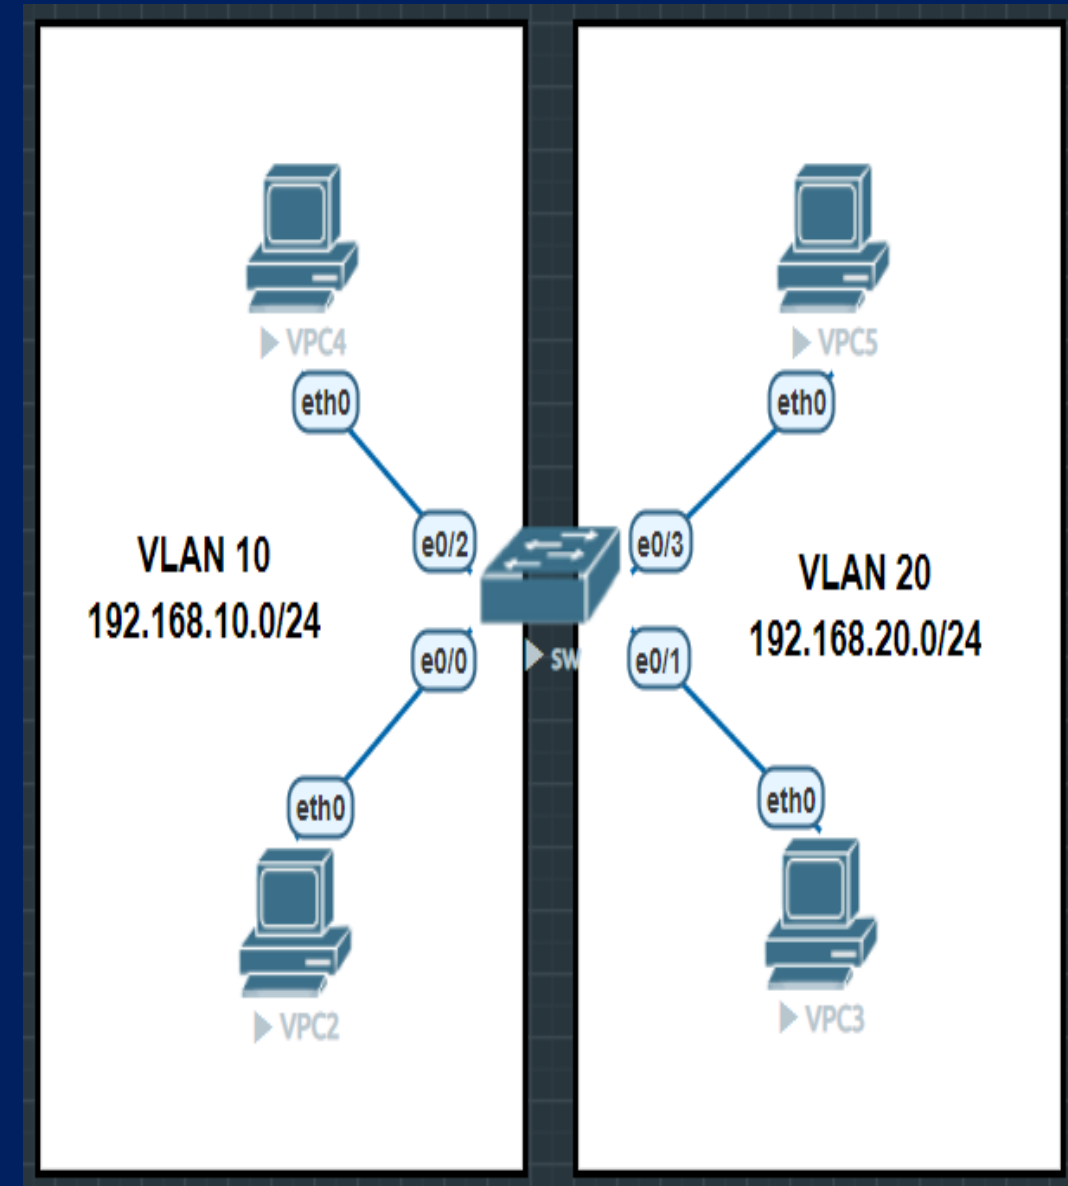 VPC4
eth0
e0/2
VLAN 10
192.168.10.0/24
e0/0
eth0
VPC2
SW
VPC5
eth0
e0/3
VLAN 20
192.168.20.0/24
e0/1
eth0
VPC3